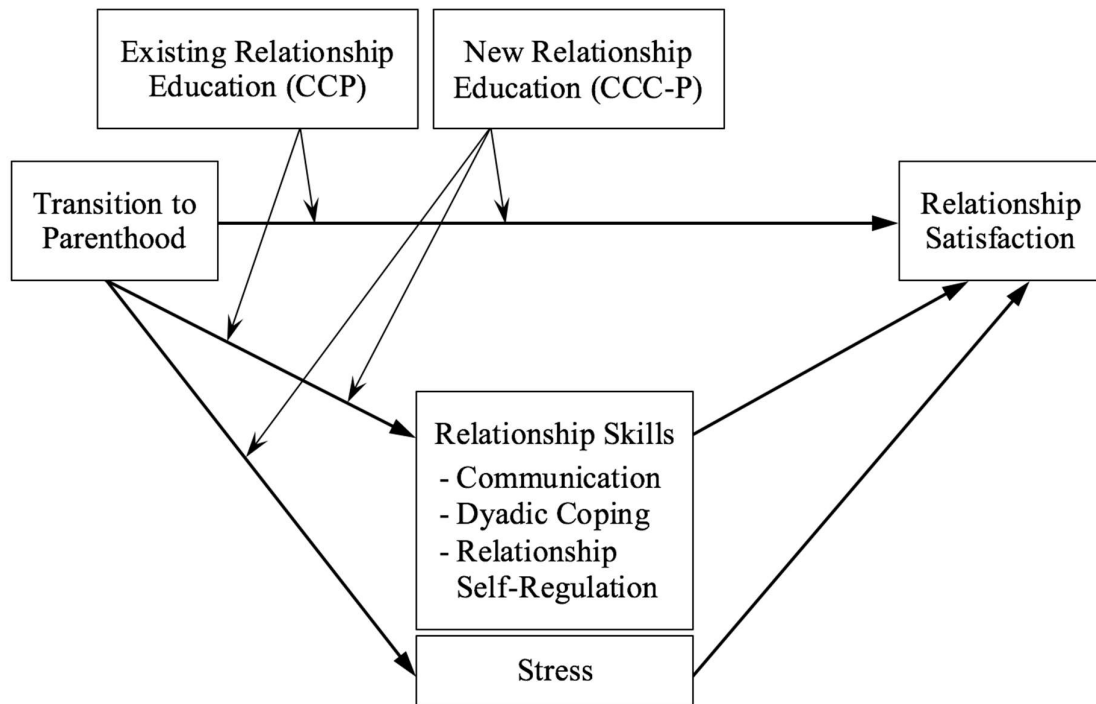 Existing Relationship
Education (CCP)
New Relationship
Education (CCC-P)
Transition to
Parenthood
Relationship
Satisfaction
Relationship Skills
- Communication
- Dyadic Coping
- Relationship
Self-Regulation
Stress